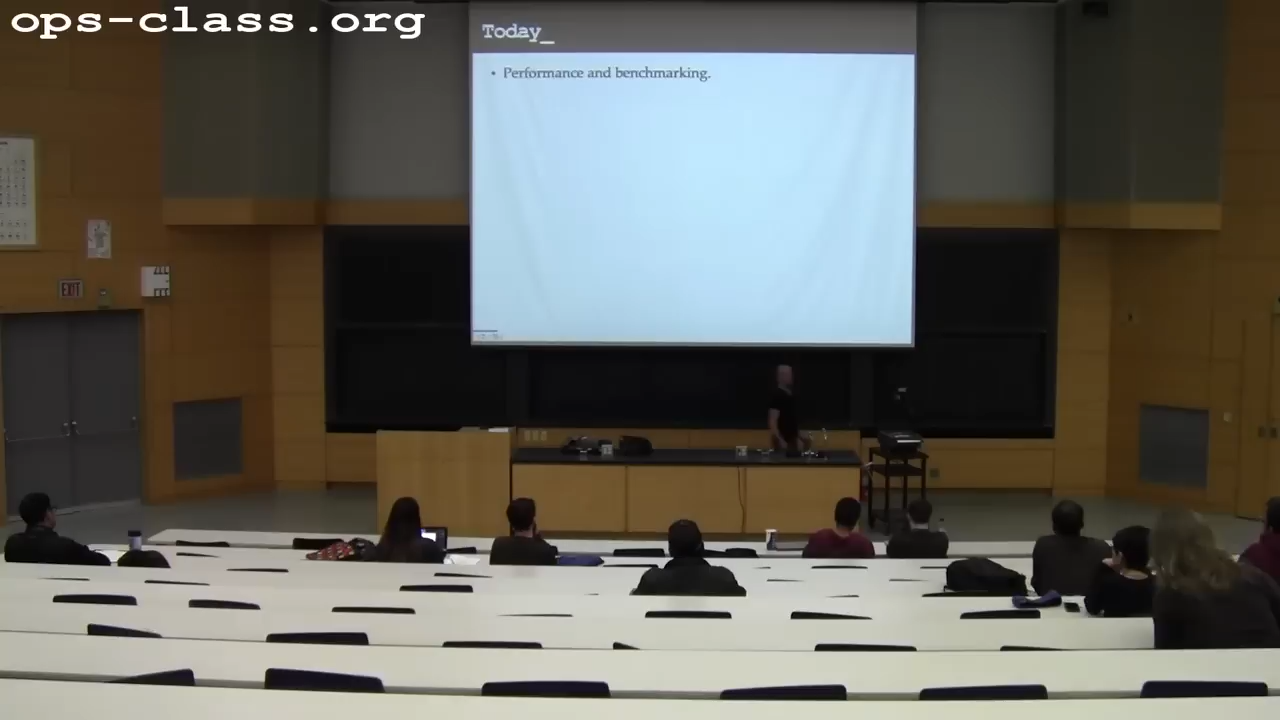 ops-class.org
Today_
• Performance and benchmarking.
EXIT